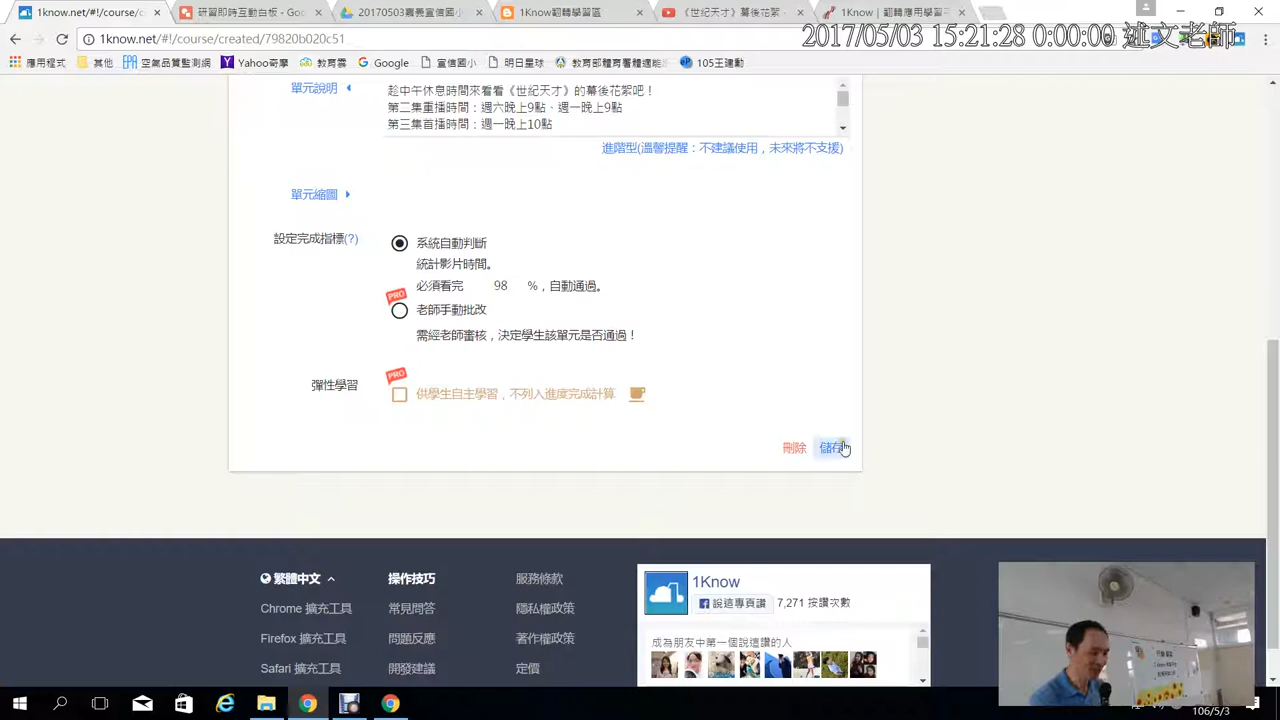 1know.net/#!/course/c
研習即時互動白板 - Goo
20170503嘉義宣信國小
1Know翻轉學習區
《世紀天才》的幕後花絮 -
1Know｜翻轉應用學習平
1know.net/#!/course/created/79820b020c51
2017/05/03 15:21:28 0:00:00 述文老師
應用程式 其他 空氣品質監測網 Yahoo奇摩 教育雲 Google 宣信國小 明日星球 教育部體育署體適能 105王建勳
單元說明
趁中午休息時間來看看《世紀天才》的幕後花絮吧！
第二集重播時間：週六晚上9點、週一晚上9點
第三集首播時間：週一晚上10點
進階型(溫馨提醒：不建議使用，未來將不支援)
單元縮圖
設定完成指標(?)
系統自動判斷
統計影片時間。
必須看完 98 %，自動通過。
PRO
老師手動批改
需經老師審核，決定學生該單元是否通過！
彈性學習
PRO
供學生自主學習，不列入進度完成計算
刪除 儲存
繁體中文 操作技巧 服務條款
Chrome 擴充工具 常見問答 隱私權政策
Firefox 擴充工具 問題反應 著作權政策
Safari 擴充工具 開發建議 定價
1Know
說這專頁讚 7,271 按讚次數
成為朋友中第一個說這讚的人
106/5/3